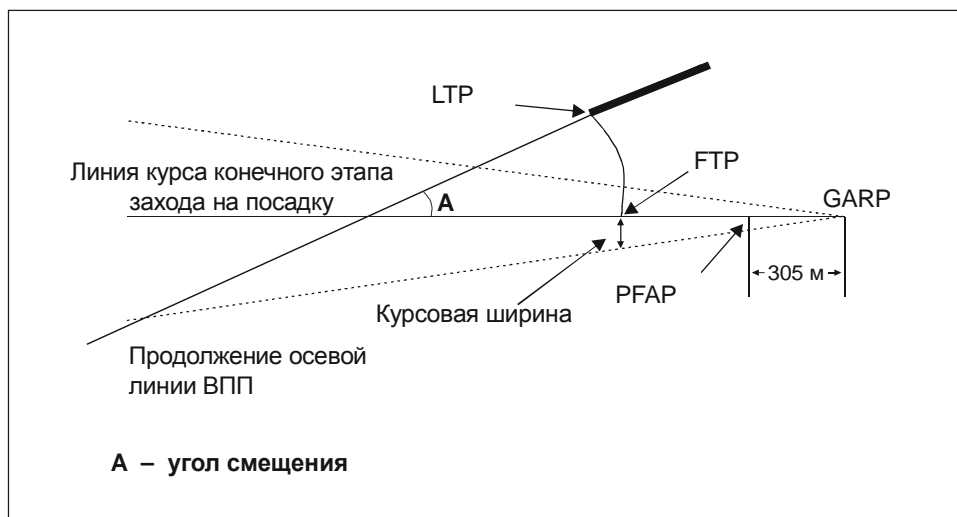 LTP
FTP
Линия курса конечного этапа
захода на посадку
A
GARP
305 м
PFAP
Курсовая ширина
Продолжение осевой
линии ВПП
A – угол смещения